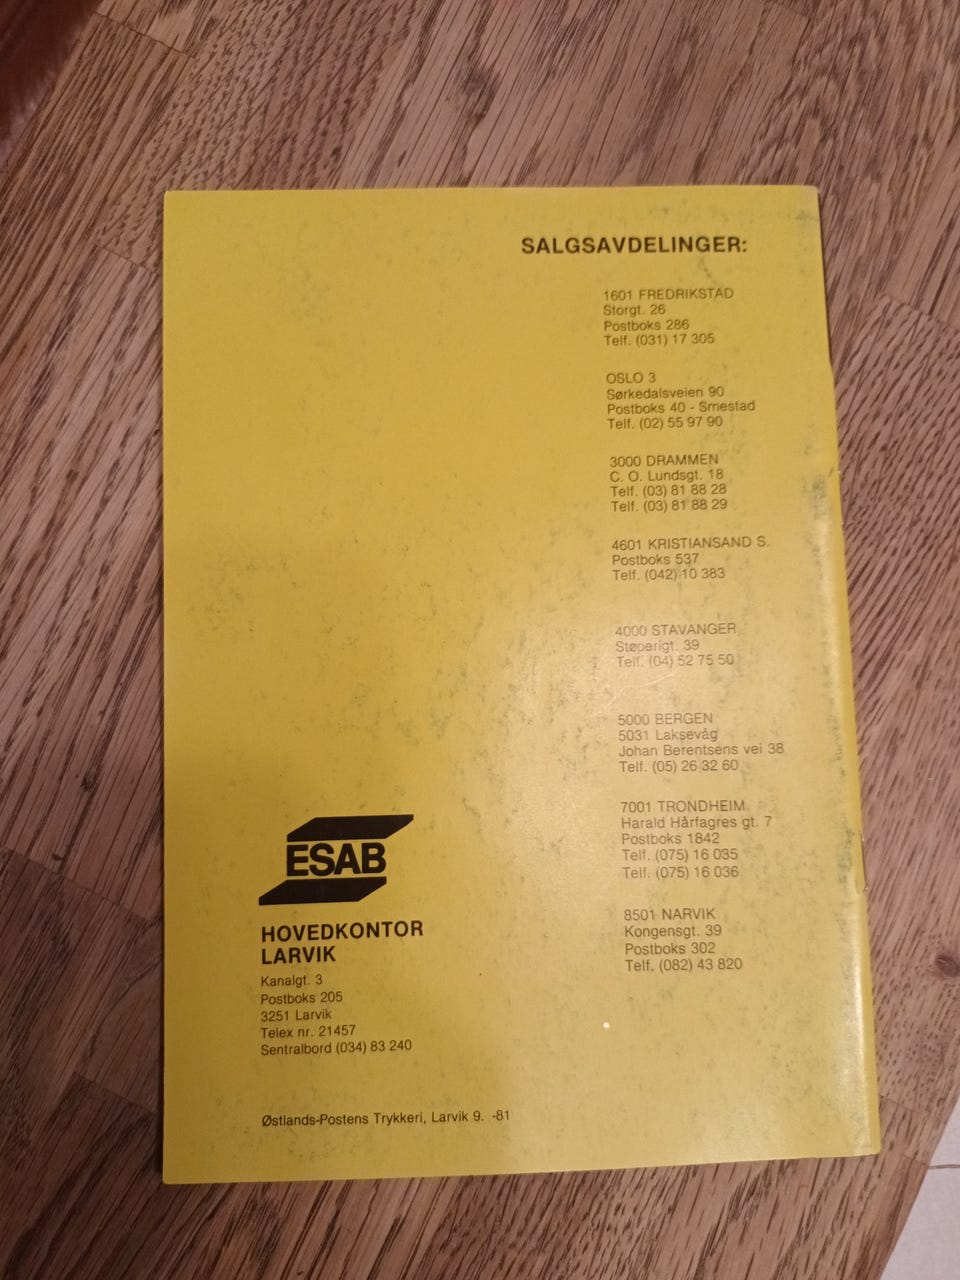 SALGSAVDELINGER:
1601 FREDRIKSTAD
Storgt. 26
Postboks 286
Telf. (031) 17 305
OSLO 3
Sørkedalsveien 90
Postboks 40 - Smestad
Telf. (02) 55 97 90
3000 DRAMMEN
C. O. Lundsgt. 18
Telf. (03) 81 88 28
Telf. (03) 81 88 29
4601 KRISTIANSAND S.
Postboks 537
Telf. (042) 10 383
4000 STAVANGER
Støperigt. 39
Telf. (04) 52 75 50
5000 BERGEN
5031 Laksevåg
Johan Berentsens vei 38
Telf. (05) 26 32 60
7001 TRONDHEIM
Harald Hårfagres gt. 7
Postboks 1842
Telf. (075) 16 035
Telf. (075) 16 036
8501 NARVIK
Kongensgt. 39
Postboks 302
Telf. (082) 43 820
ESAB
HOVEDKONTOR
LARVIK
Kanalgt. 3
Postboks 205
3251 Larvik
Telex nr. 21457
Sentralbord (034) 83 240
Østlands-Postens Trykkeri, Larvik 9. -81